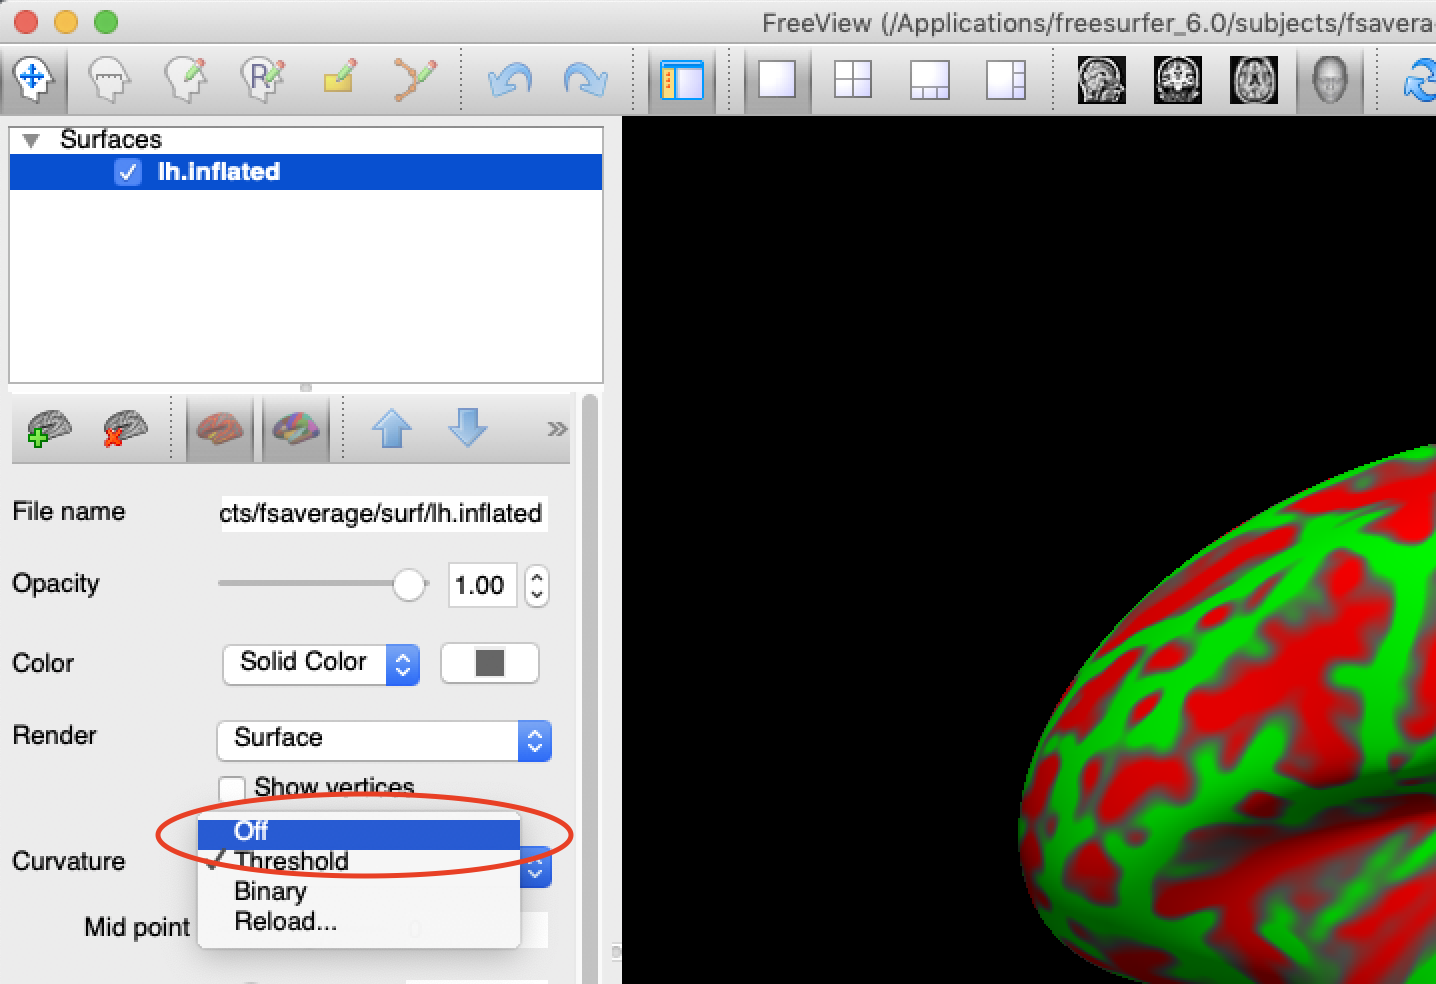 FreeView (/Applications/freesurfer_6.0/subjects/fsavera
R
Surfaces
lh.inflated
File name
cts/fsaverage/surf/lh.inflated
Opacity
1.00
Color
Solid Color
Render
Surface
Show vertices
Off
Curvature
Threshold
Binary
Reload...
Mid point
0